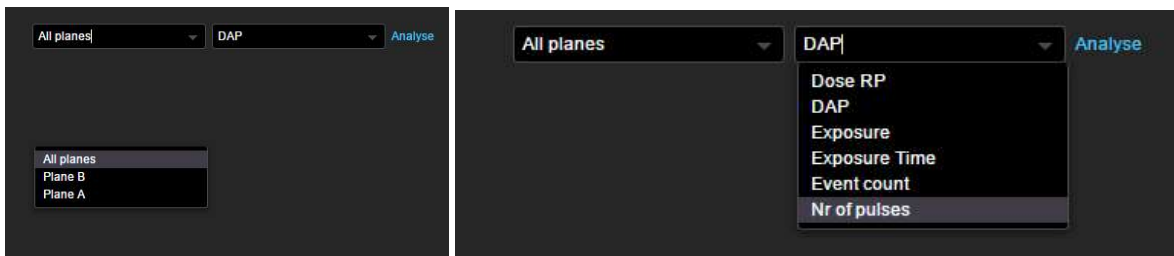 All planes DAP Analyse
All planes
Plane B
Plane A
All planes DAP Analyse
Dose RP
DAP
Exposure
Exposure Time
Event count
Nr of pulses